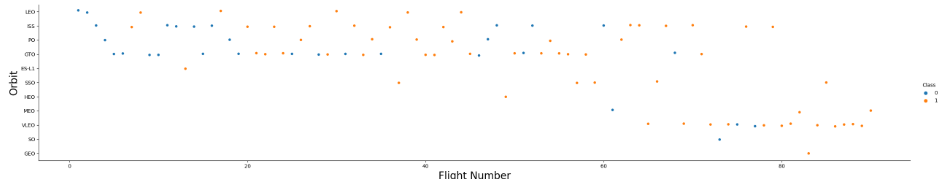 LEO
ISS
PO
GTO
ES-L1
SSO
HEO
MEO
VLEO
SO
GEO
Orbit
0
20
40
60
80
Flight Number
Class
0
1